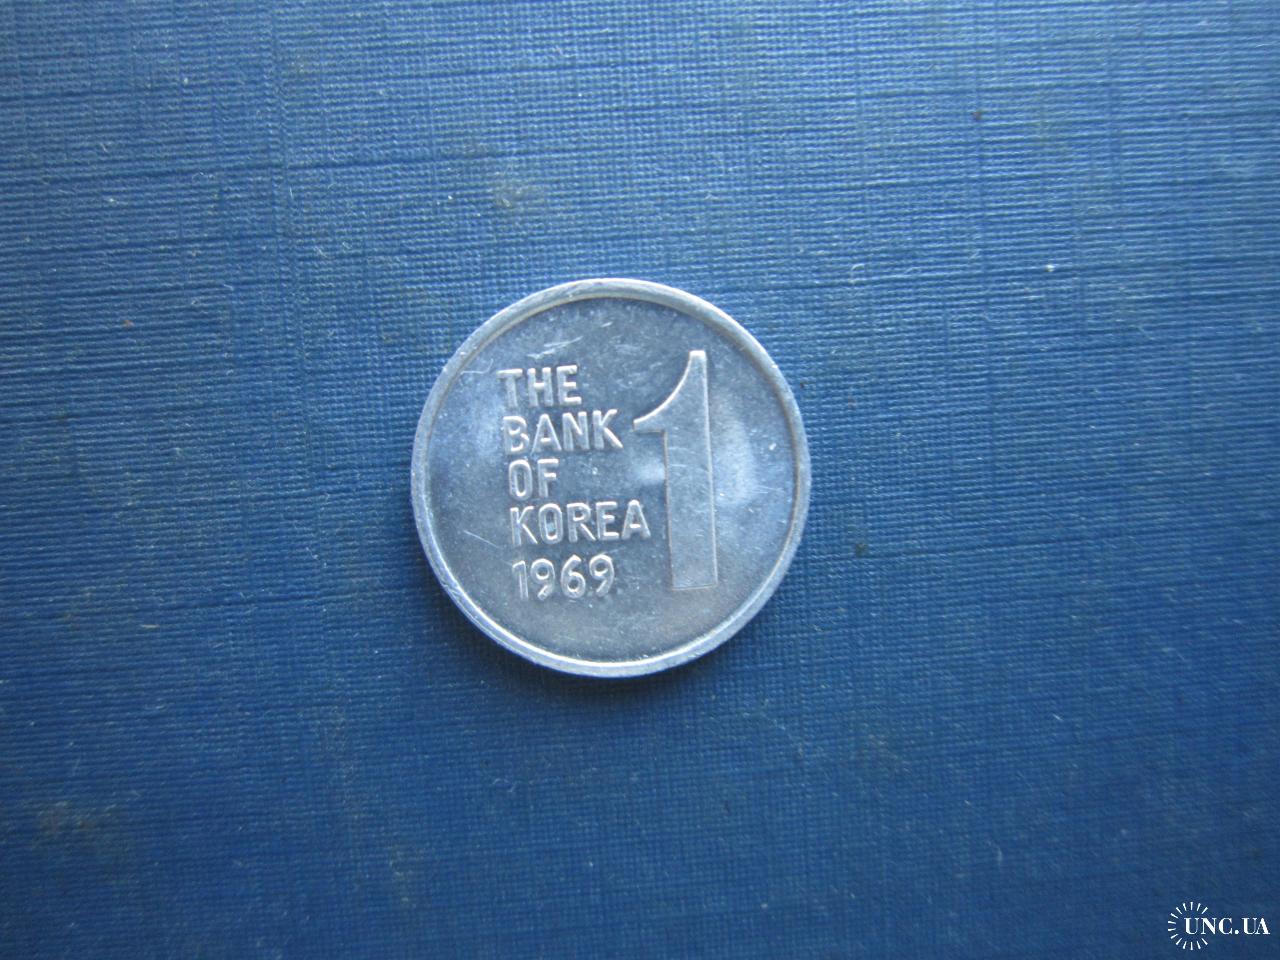 THE
BANK
OF
KOREA
1969
1
UNC.UA